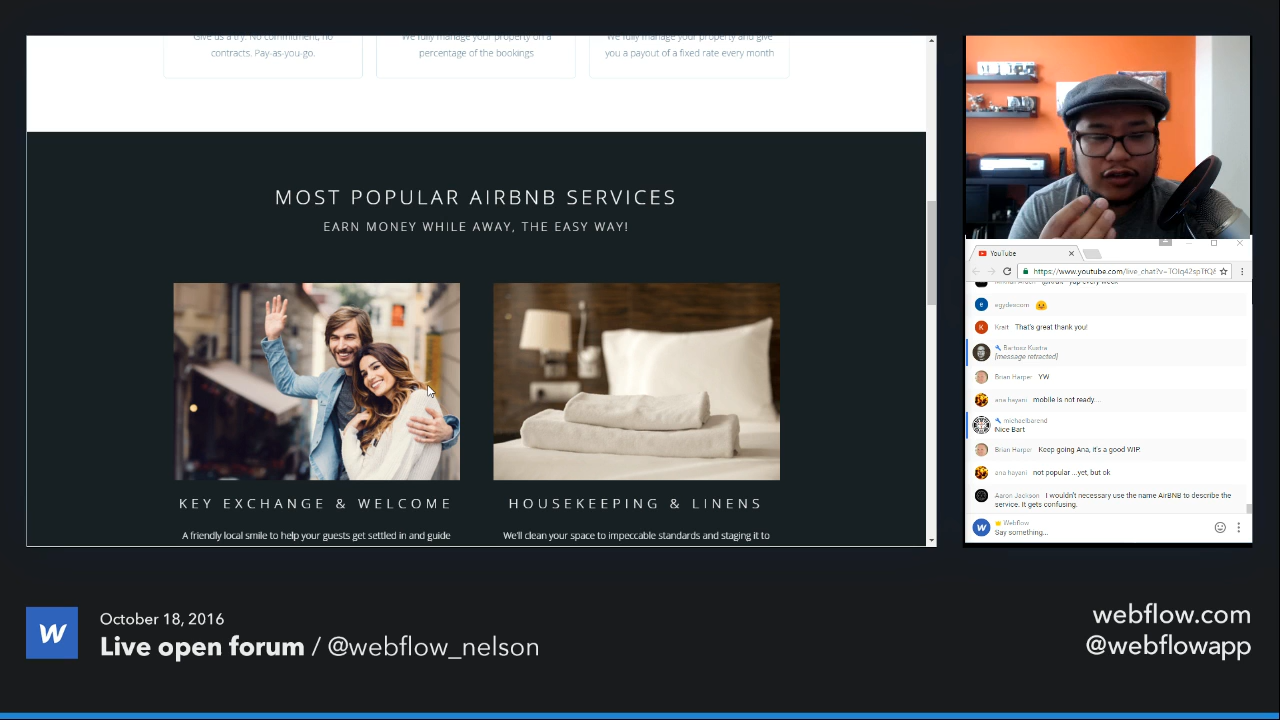 Give us a try. No commitment, no
contracts. Pay-as-you-go.
We fully manage your property on a
percentage of the bookings
We fully manage your property and give
you a payout of a fixed rate every month
MOST POPULAR AIRBNB SERVICES
EARN MONEY WHILE AWAY, THE EASY WAY!
KEY EXCHANGE & WELCOME
HOUSEKEEPING & LINENS
A friendly local smile to help your guests get settled in and guide
We'll clean your space to impeccable standards and staging it to
YouTube
egydescom
Krait That's great thank you!
Bartosz Kustra
[message retracted]
Brian Harper YW
ana hayani mobile is not ready....
michaelbarend
Nice Bart
Brian Harper Keep going Ana, it's a good WIP.
ana hayani not popular ...yet, but ok
Aaron Jackson I wouldn't necessary use the name AirBNB to describe the
service. It gets confusing.
Webflow
Say something...
October 18, 2016
Live open forum / @webflow_nelson
webflow.com
@webflowapp